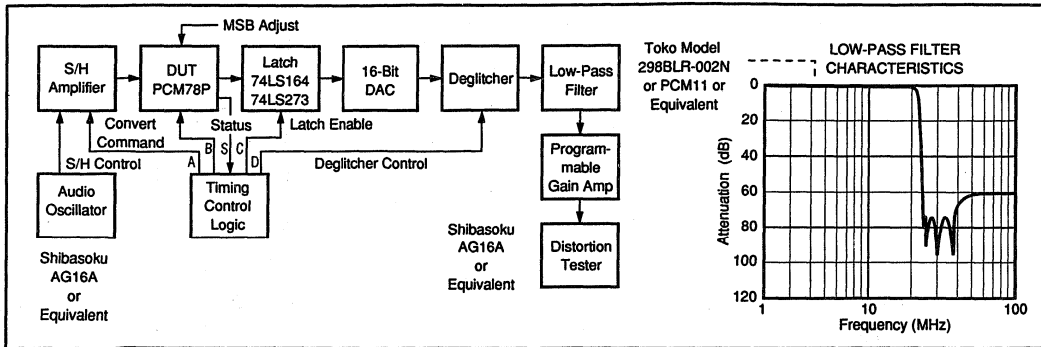 MSB Adjust
S/H
Amplifier
DUT
PCM78P
Latch
74LS164
74LS273
16-Bit
DAC
Deglitcher
Low-Pass
Filter
Toko Model
298BLR-002N
or PCM11 or
Equivalent
Convert
Command
Status
Latch Enable
S/H Control
A
B
S
C
D
Deglitcher Control
Audio
Oscillator
Timing
Control
Logic
Program-
mable
Gain Amp
Distortion
Tester
Shibasoku
AG16A
or
Equivalent
Shibasoku
AG16A
or
Equivalent
LOW-PASS FILTER
CHARACTERISTICS
Attenuation (dB)
0
20
40
60
80
100
120
1
10
100
Frequency (MHz)